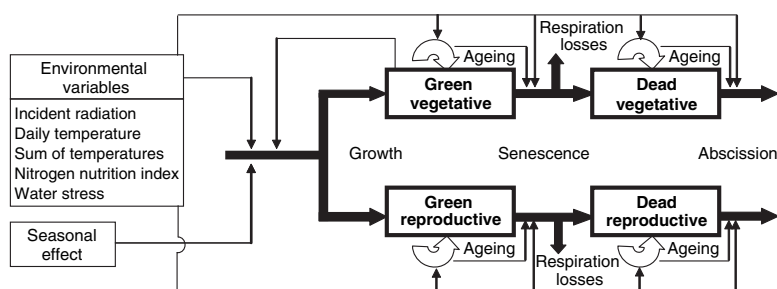 Environmental
variables
Incident radiation
Daily temperature
Sum of temperatures
Nitrogen nutrition index
Water stress
Seasonal
effect
Growth
Ageing
Green
vegetative
Respiration
losses
Ageing
Dead
vegetative
Senescence
Abscission
Green
reproductive
Ageing
Respiration
losses
Dead
reproductive
Ageing